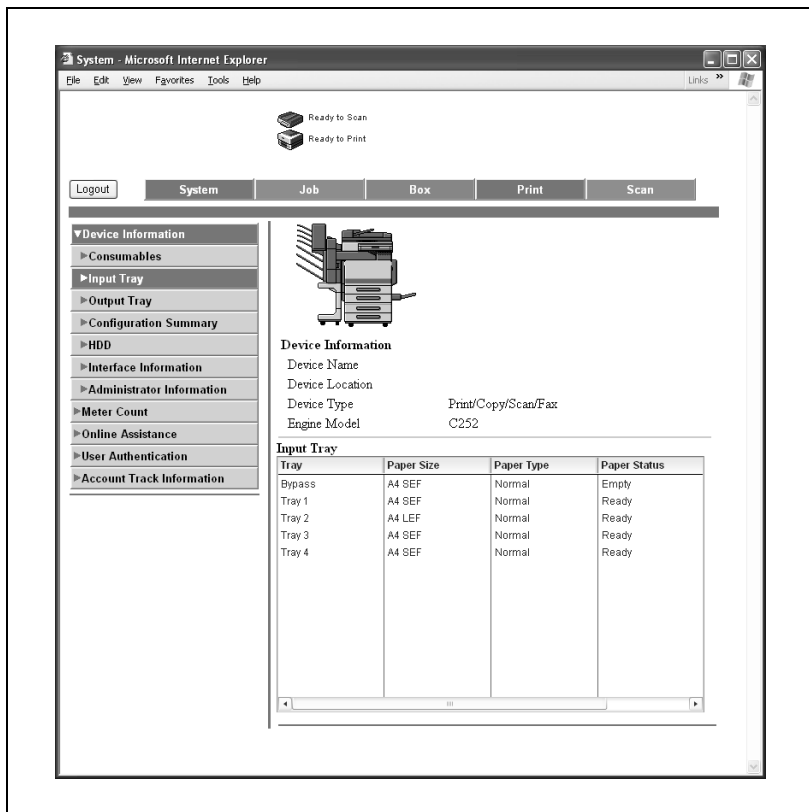 System - Microsoft Internet Explorer
File Edit View Favorites Tools Help Links »
Ready to Scan
Ready to Print
Logout System Job Box Print Scan
▼Device Information
▶Consumables
▶Input Tray
▶Output Tray
▶Configuration Summary
▶HDD
▶Interface Information
▶Administrator Information
▶Meter Count
▶Online Assistance
▶User Authentication
▶Account Track Information
Device Information
Device Name
Device Location
Device Type Print/Copy/Scan/Fax
Engine Model C252
Input Tray
Tray Paper Size Paper Type Paper Status
Bypass A4 SEF Normal Empty
Tray 1 A4 SEF Normal Ready
Tray 2 A4 LEF Normal Ready
Tray 3 A4 SEF Normal Ready
Tray 4 A4 SEF Normal Ready